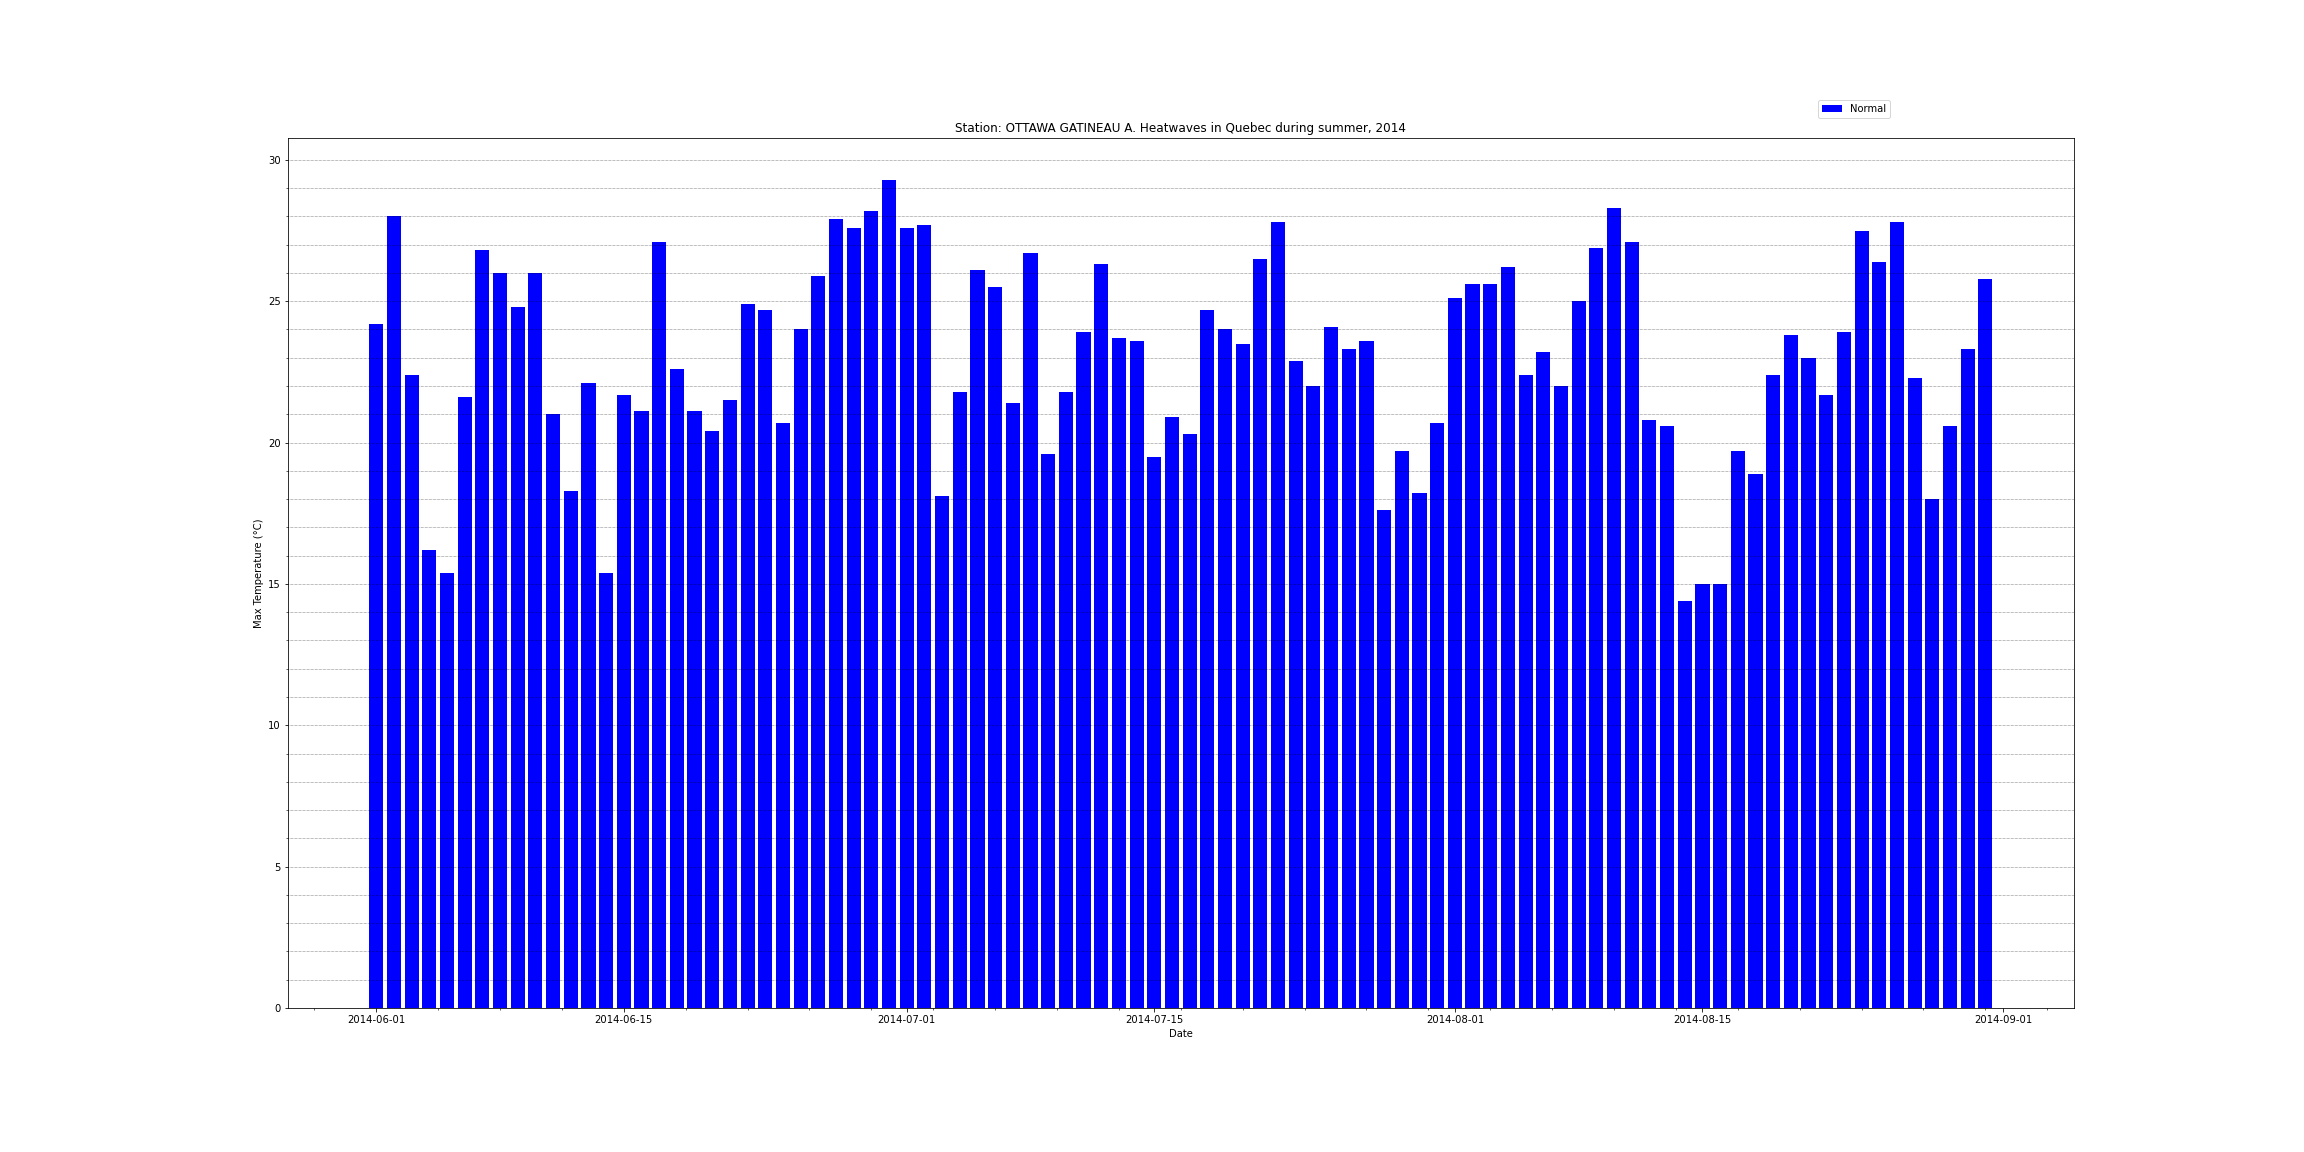 Normal
Station: OTTAWA GATINEAU A. Heatwaves in Quebec during summer, 2014
30
25
20
15
10
5
0
Max Temperature (°C)
2014-06-01 2014-06-15 2014-07-01 2014-07-15 2014-08-01 2014-08-15 2014-09-01
Date